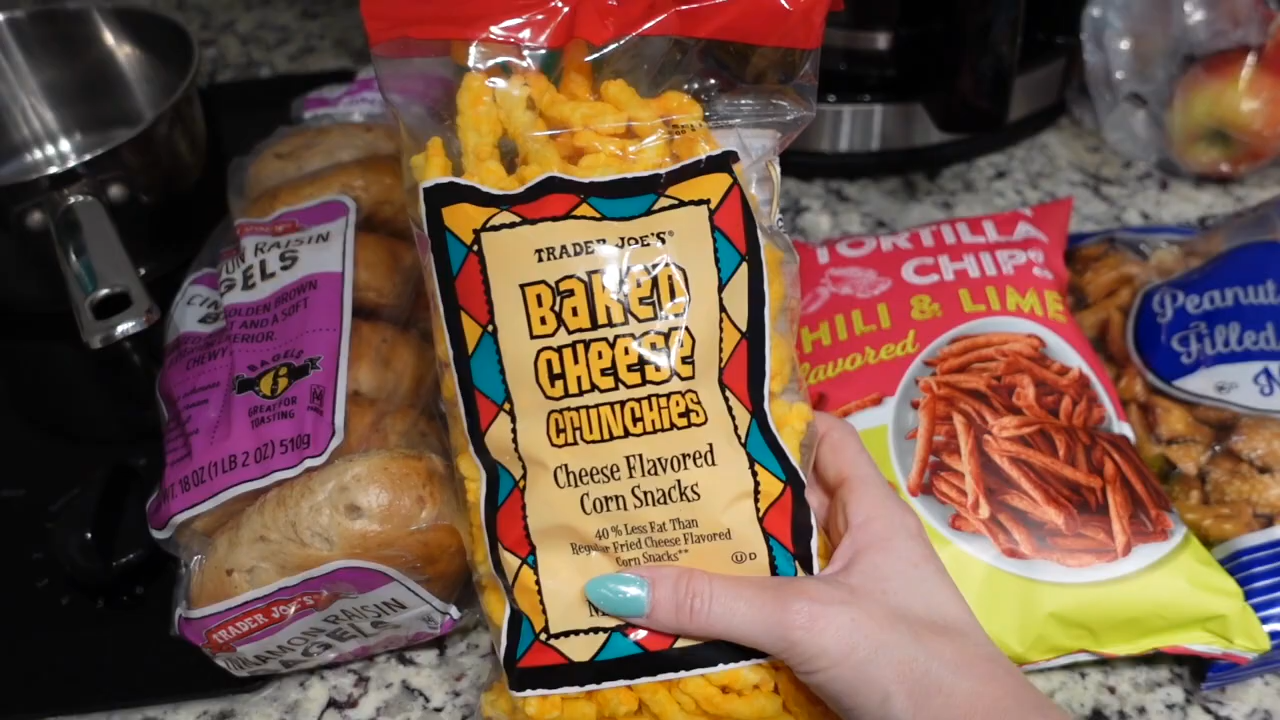 TRADER JOE'S
BAKED
CHEESE
CRUNCHIES
Cheese Flavored
Corn Snacks
40% Less Fat Than
Regular Fried Cheese Flavored
Corn Snacks**
U D
RAISIN
GOLDEN BROWN
AND A SOFT
CHEWY
BAGELS
6
GREAT FOR
TOASTING
WT. 18 OZ (1 LB 2 OZ) 510g
TRADER JOE'S
CINNAMON RAISIN
BAGELS
TORTILLA
CHIPS
CHILI & LIME
flavored
Peanut
Filled